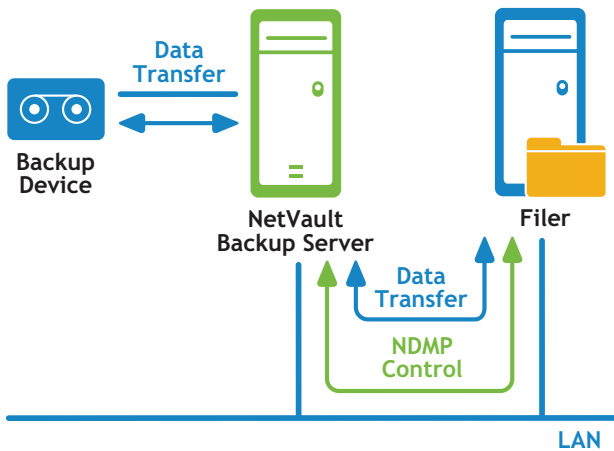 Data
Transfer
Backup
Device
NetVault
Backup Server
Filer
Data
Transfer
NDMP
Control
LAN